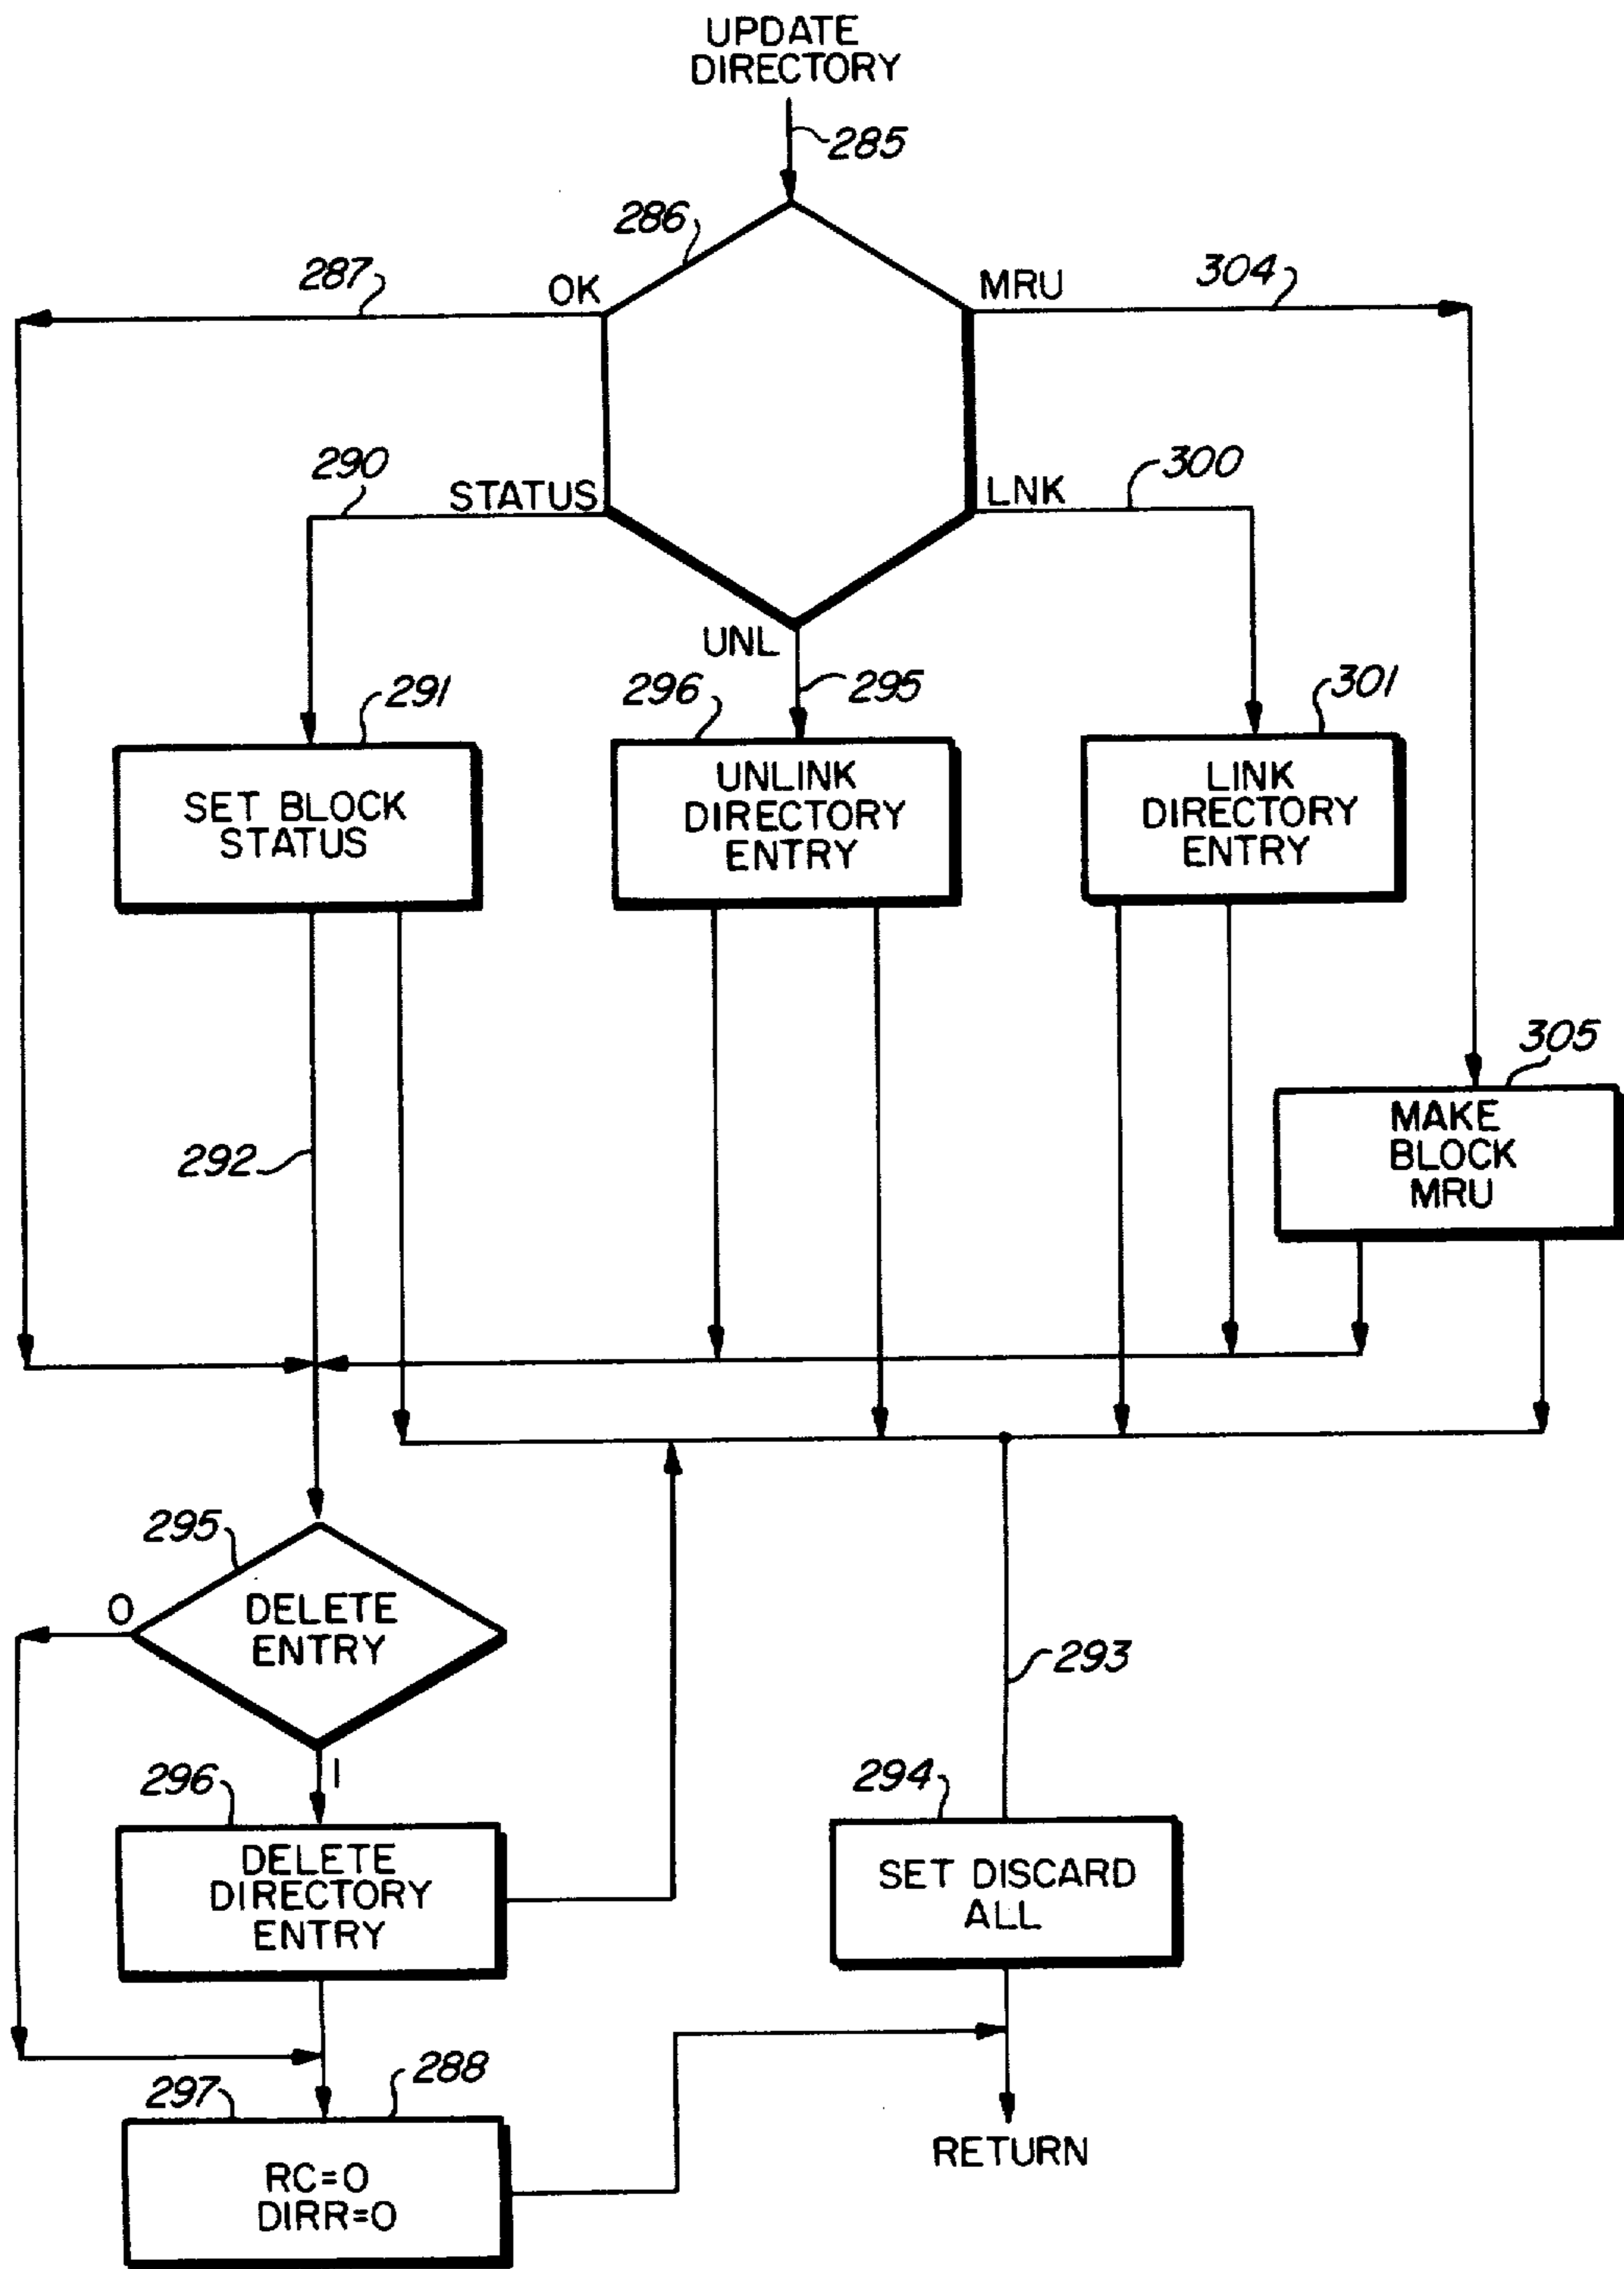 UPDATE
DIRECTORY
285
286
287
OK
MRU
304
290
STATUS
LNK
300
UNL
291
296
295
301
SET BLOCK
STATUS
UNLINK
DIRECTORY
ENTRY
LINK
DIRECTORY
ENTRY
305
MAKE
BLOCK
MRU
292
295
0
DELETE
ENTRY
293
1
296
294
DELETE
DIRECTORY
ENTRY
SET DISCARD
ALL
297
288
RC=0
DIRR=0
RETURN